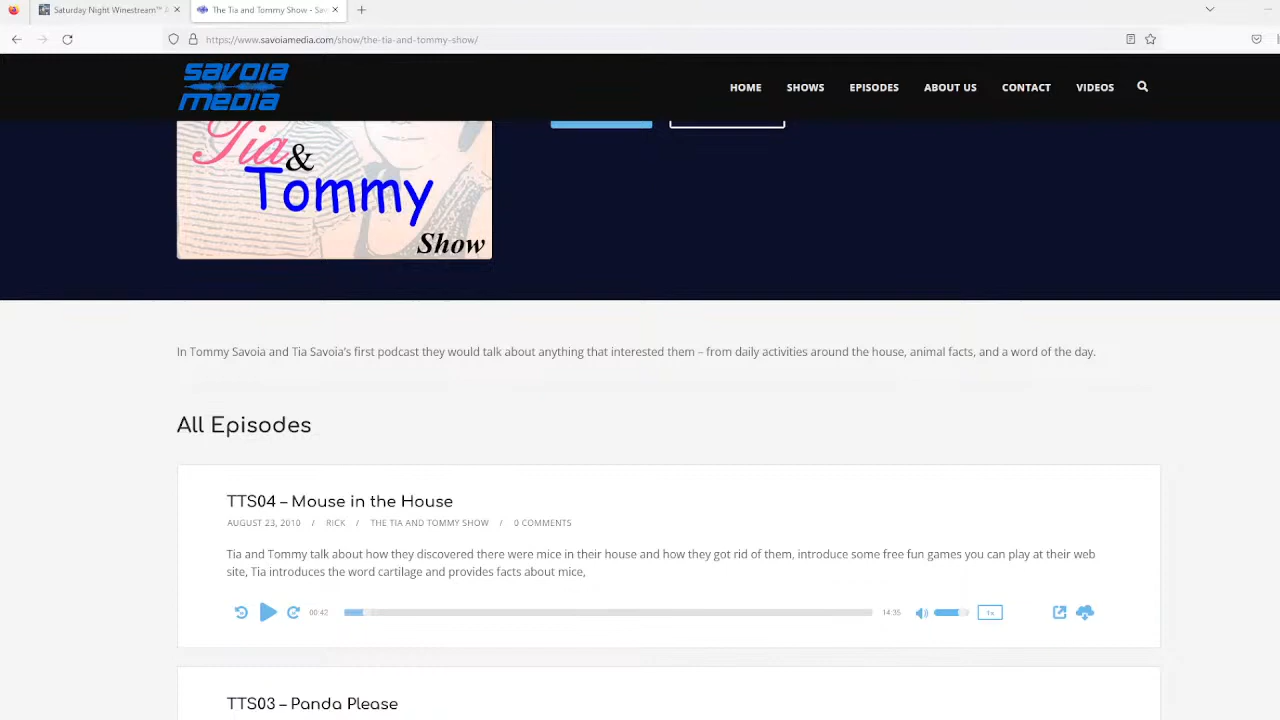 Saturday Night Winestream™
The Tia and Tommy Show - Sav
https://www.savoiamedia.com/show/the-tia-and-tommy-show/
savoia
media
HOME SHOWS EPISODES ABOUT US CONTACT VIDEOS
Tia &
Tommy
Show
In Tommy Savoia and Tia Savoia's first podcast they would talk about anything that interested them – from daily activities around the house, animal facts, and a word of the day.
All Episodes
TTS04 – Mouse in the House
AUGUST 23, 2010 / RICK / THE TIA AND TOMMY SHOW / 0 COMMENTS
Tia and Tommy talk about how they discovered there were mice in their house and how they got rid of them, introduce some free fun games you can play at their web
site, Tia introduces the word cartilage and provides facts about mice,
00:42 14:35 1x
TTS03 – Panda Please